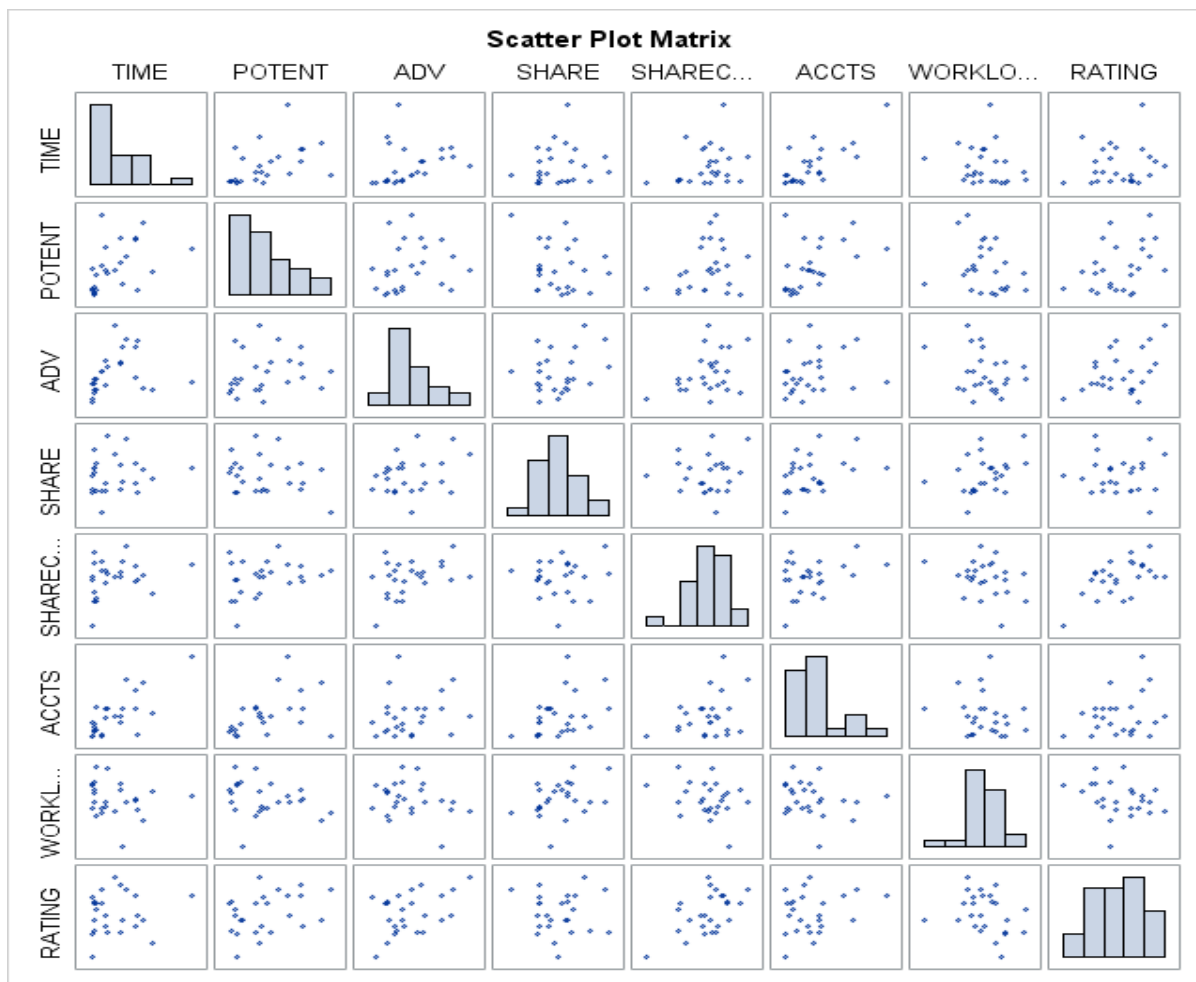 Scatter Plot Matrix
TIME POTENT ADV SHARE SHAREC... ACCTS WORKLO... RATING
TIME
POTENT
ADV
SHARE
SHAREC...
ACCTS
WORKL...
RATING